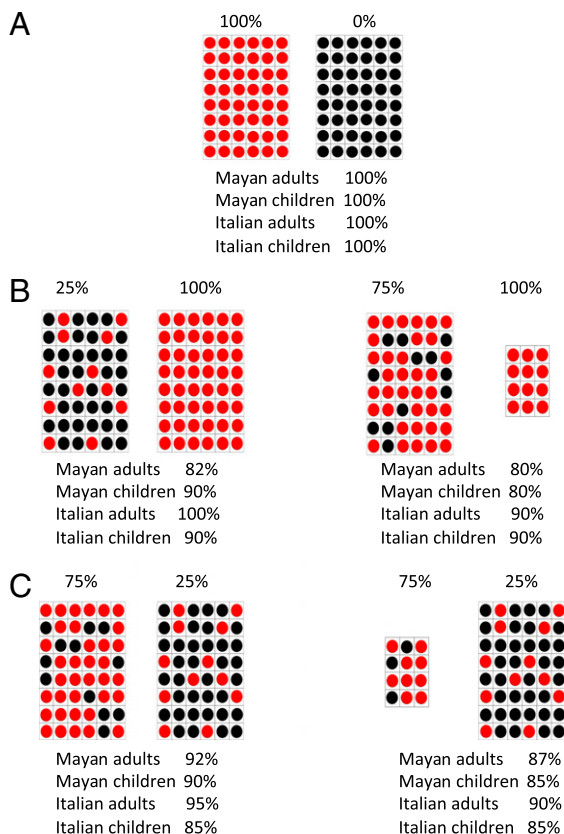 A
100% 0%
Mayan adults 100%
Mayan children 100%
Italian adults 100%
Italian children 100%
B
25% 100%
Mayan adults 82%
Mayan children 90%
Italian adults 100%
Italian children 90%
75% 100%
Mayan adults 80%
Mayan children 80%
Italian adults 90%
Italian children 90%
C
75% 25%
Mayan adults 92%
Mayan children 90%
Italian adults 95%
Italian children 85%
75% 25%
Mayan adults 87%
Mayan children 85%
Italian adults 90%
Italian children 85%